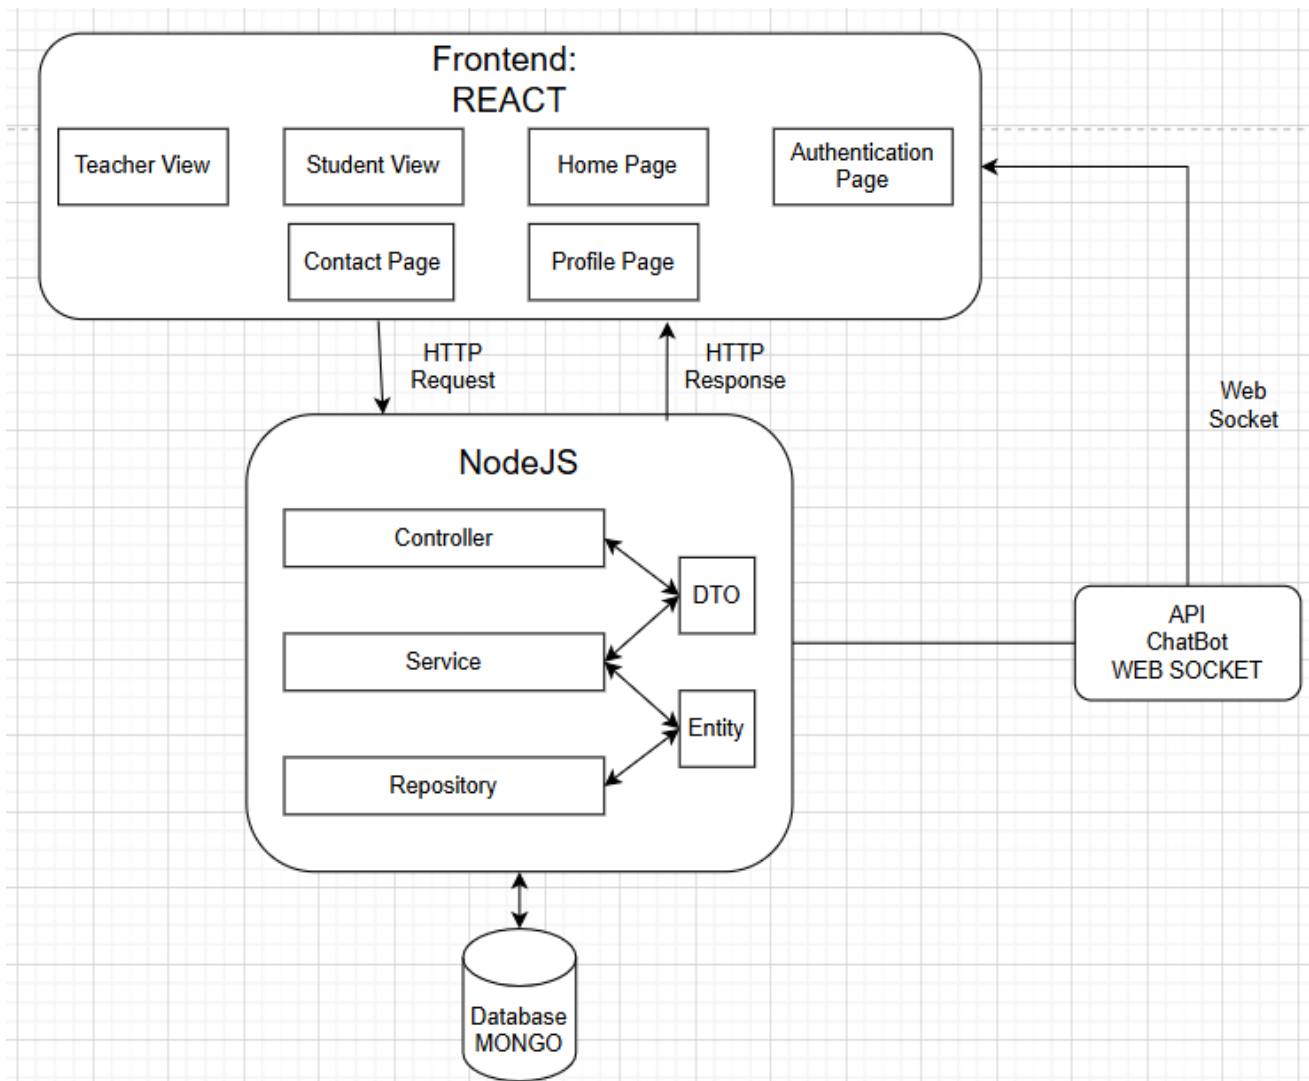 Frontend:
REACT
Teacher View
Student View
Home Page
Authentication
Page
Contact Page
Profile Page
HTTP
Request
HTTP
Response
Web
Socket
NodeJS
Controller
DTO
Service
Entity
Repository
API
ChatBot
WEB SOCKET
Database
MONGO